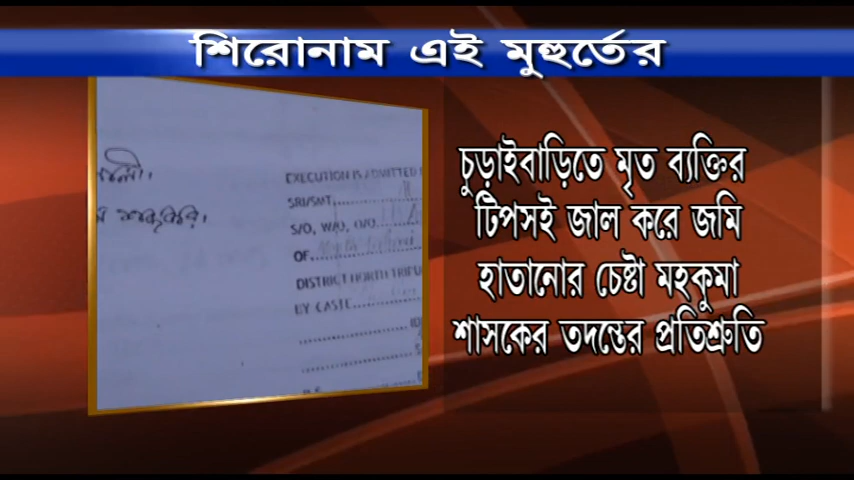 শিরোনাম এই মুহুর্তের
EXECUTION IS ADMITTED
SRI/SMT
S/O, W/O, D/O
OF
DISTRICT NORTH
BY CASTE
চুড়াইবাড়িতে মৃত ব্যক্তির
টিপসই জাল করে জমি
হাতানোর চেষ্টা মহকুমা
শাসকের তদন্তের প্রতিশ্রুতি